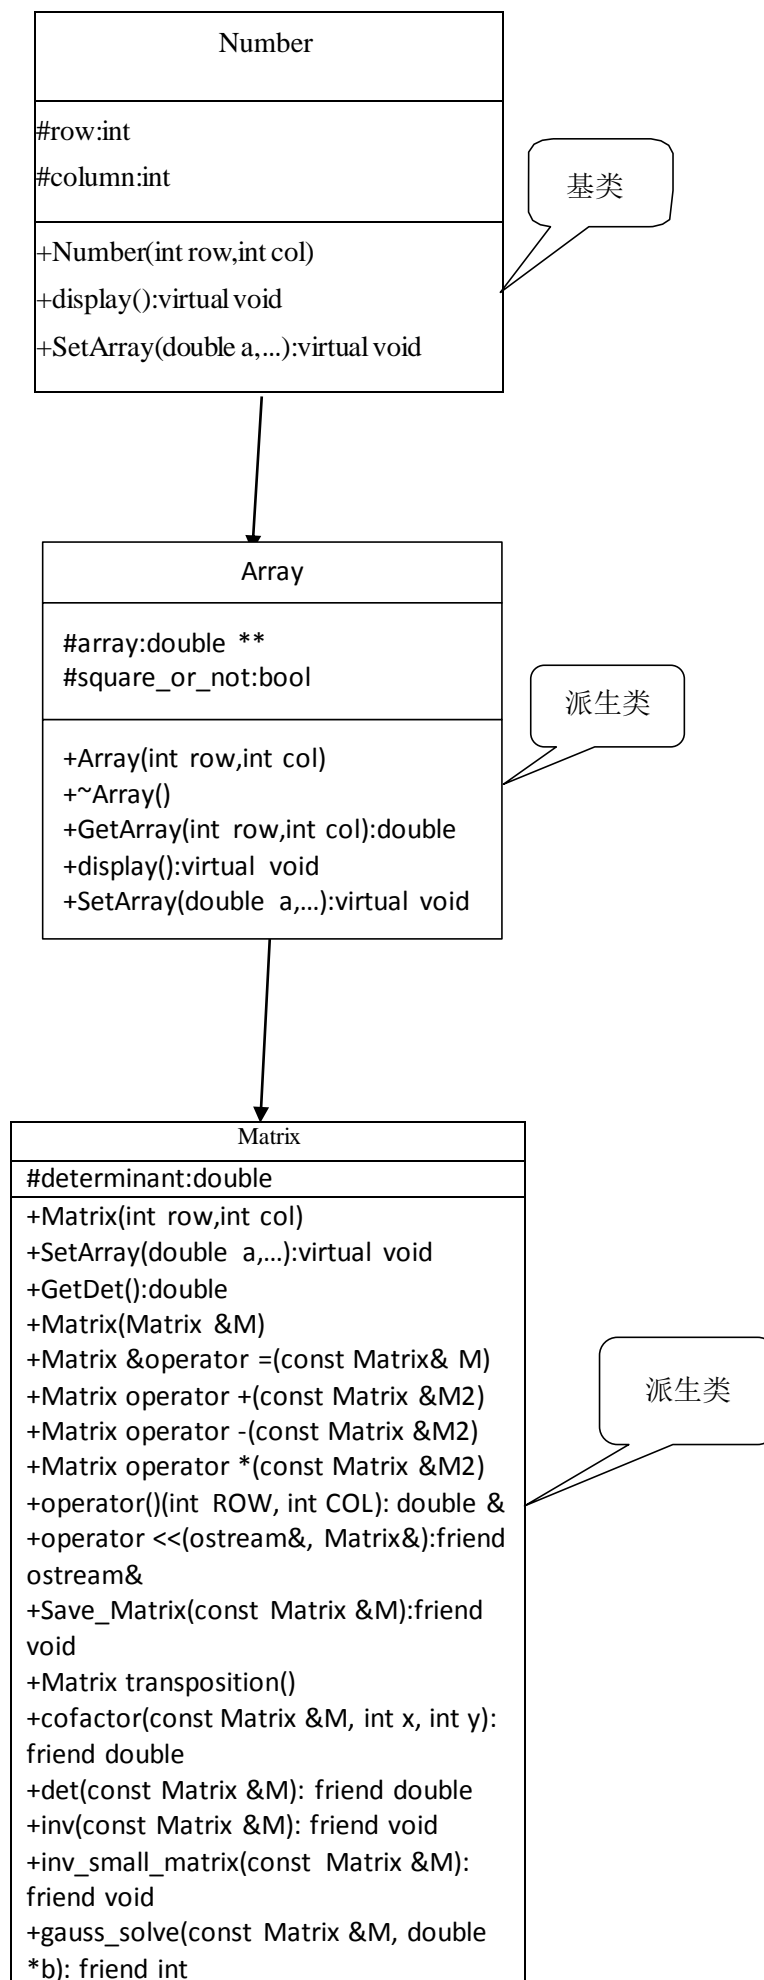 Number
#row:int
#column:int
基类
+Number(int row,int col)
+display():virtual void
+SetArray(double a,...):virtual void
Array
#array:double **
#square_or_not:bool
派生类
+Array(int row,int col)
+~Array()
+GetArray(int row,int col):double
+display():virtual void
+SetArray(double a,...):virtual void
Matrix
#determinant:double
+Matrix(int row,int col)
+SetArray(double a,...):virtual void
+GetDet():double
+Matrix(Matrix &M)
+Matrix &operator =(const Matrix& M)
+Matrix operator +(const Matrix &M2)
+Matrix operator -(const Matrix &M2)
+Matrix operator *(const Matrix &M2)
+operator()(int ROW, int COL): double &
+operator <<(ostream&, Matrix&):friend
ostream&
+Save_Matrix(const Matrix &M):friend
void
+Matrix transposition()
+cofactor(const Matrix &M, int x, int y):
friend double
+det(const Matrix &M): friend double
+inv(const Matrix &M): friend void
+inv_small_matrix(const Matrix &M):
friend void
+gauss_solve(const Matrix &M, double
*b): friend int
派生类